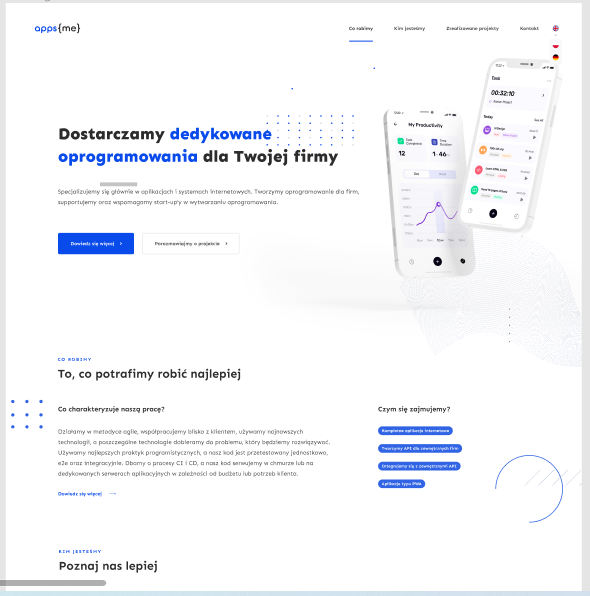 apps{me}
Co robimy
Kim jesteśmy
Zrealizowane projekty
Kontakt
Dostarczamy dedykowane
oprogramowania dla Twojej firmy
Specjalizujemy się głównie w aplikacjach i systemach internetowych. Tworzymy oprogramowanie dla firm,
supportujemy oraz wspomagamy start-up'y w wytwarzaniu oprogramowania.
Dowiedz się więcej
Porozmawiajmy o projekcie
My Productivity
12
1 46
Task
00:32:10
Today
CO ROBIMY
To, co potrafimy robić najlepiej
Co charakteryzuje naszą pracę?
Działamy w metodyce agile, współpracujemy blisko z klientem, używamy najnowszych
technologii, a poszczególne technologie dobieramy do problemu, który będziemy rozwiązywać.
Używamy najlepszych praktyk programistycznych, a nasz kod jest przetestowany jednostkowo,
e2e oraz integracyjnie. Dbamy o procesy CI i CD, a nasz kod serwujemy w chmurze lub na
dedykowanych serwerach aplikacyjnych w zależności od budżetu lub potrzeb klienta.
Dowiedz się więcej
Czym się zajmujemy?
Kompletne aplikacje internetowe
Tworzymy API dla zewnętrznych firm
Integrujemy się z zewnętrznymi API
Aplikacje typu PWA
KIM JESTEŚMY
Poznaj nas lepiej